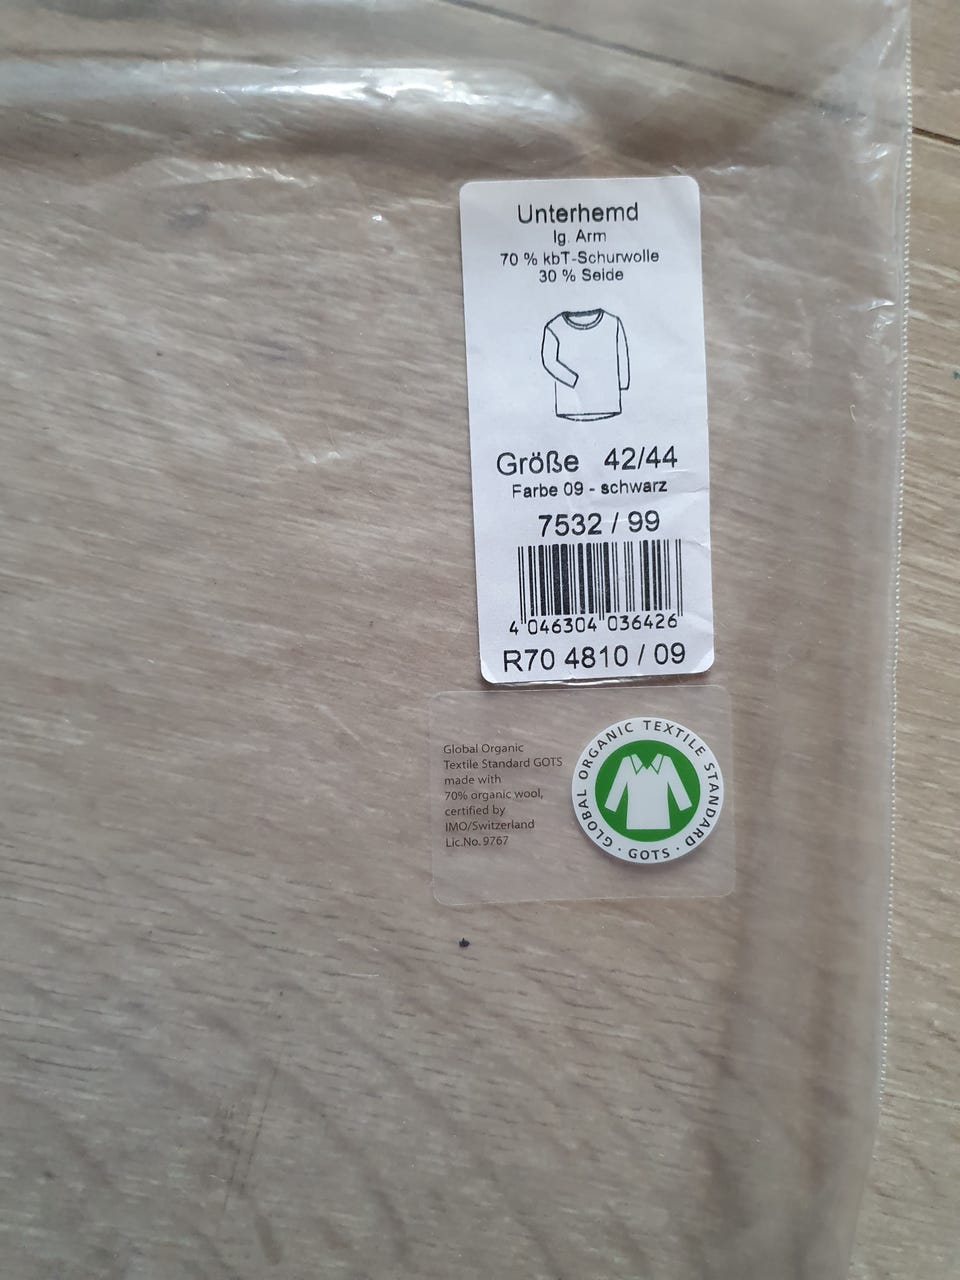 Unterhemd
lg. Arm
70 % kbT-Schurwolle
30 % Seide
Größe 42/44
Farbe 09 - schwarz
7532 / 99
4 046304 036426
R70 4810 / 09
Global Organic
Textile Standard GOTS
made with
70% organic wool,
certified by
IMO/Switzerland
Lic.No. 9767
GLOBAL ORGANIC TEXTILE STANDARD · GOTS ·